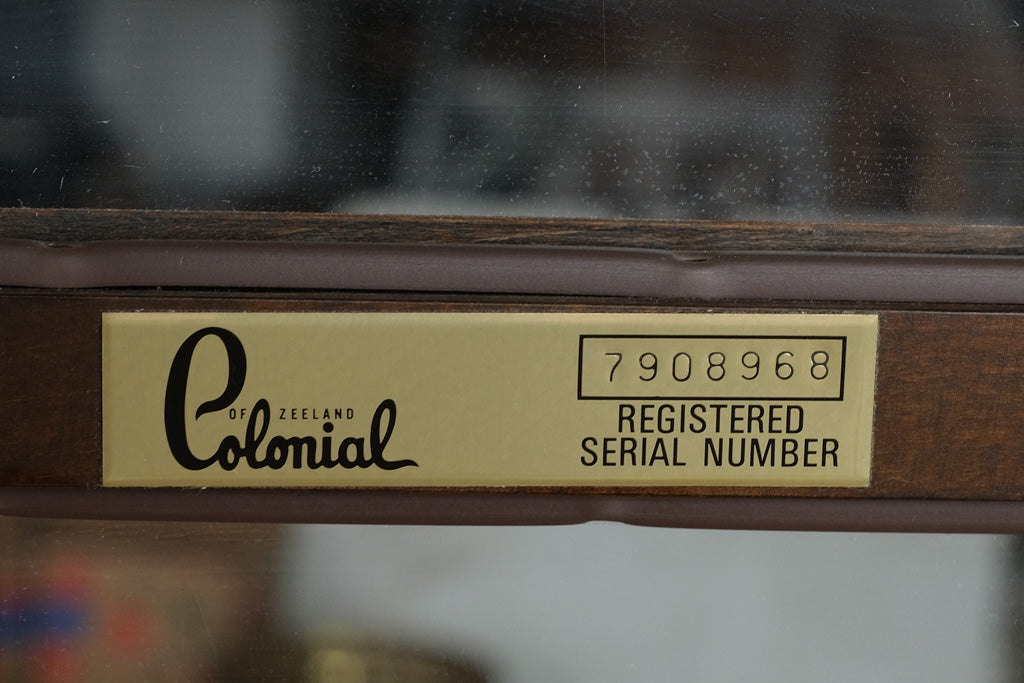 OF ZEELAND
Colonial
7908968
REGISTERED
SERIAL NUMBER